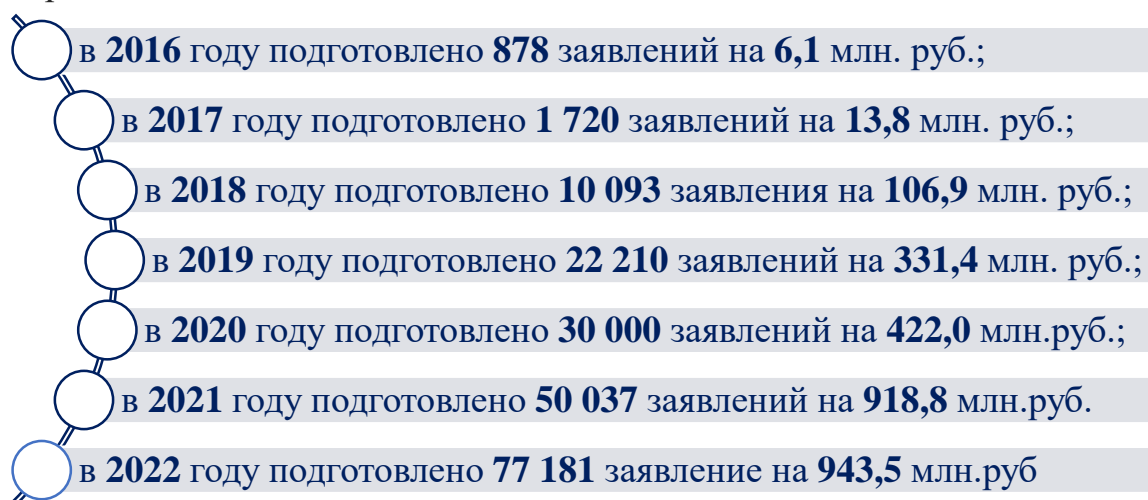 в 2016 году подготовлено 878 заявлений на 6,1 млн. руб.;
в 2017 году подготовлено 1 720 заявлений на 13,8 млн. руб.;
в 2018 году подготовлено 10 093 заявления на 106,9 млн. руб.;
в 2019 году подготовлено 22 210 заявлений на 331,4 млн. руб.;
в 2020 году подготовлено 30 000 заявлений на 422,0 млн.руб.;
в 2021 году подготовлено 50 037 заявлений на 918,8 млн.руб.
в 2022 году подготовлено 77 181 заявление на 943,5 млн.руб